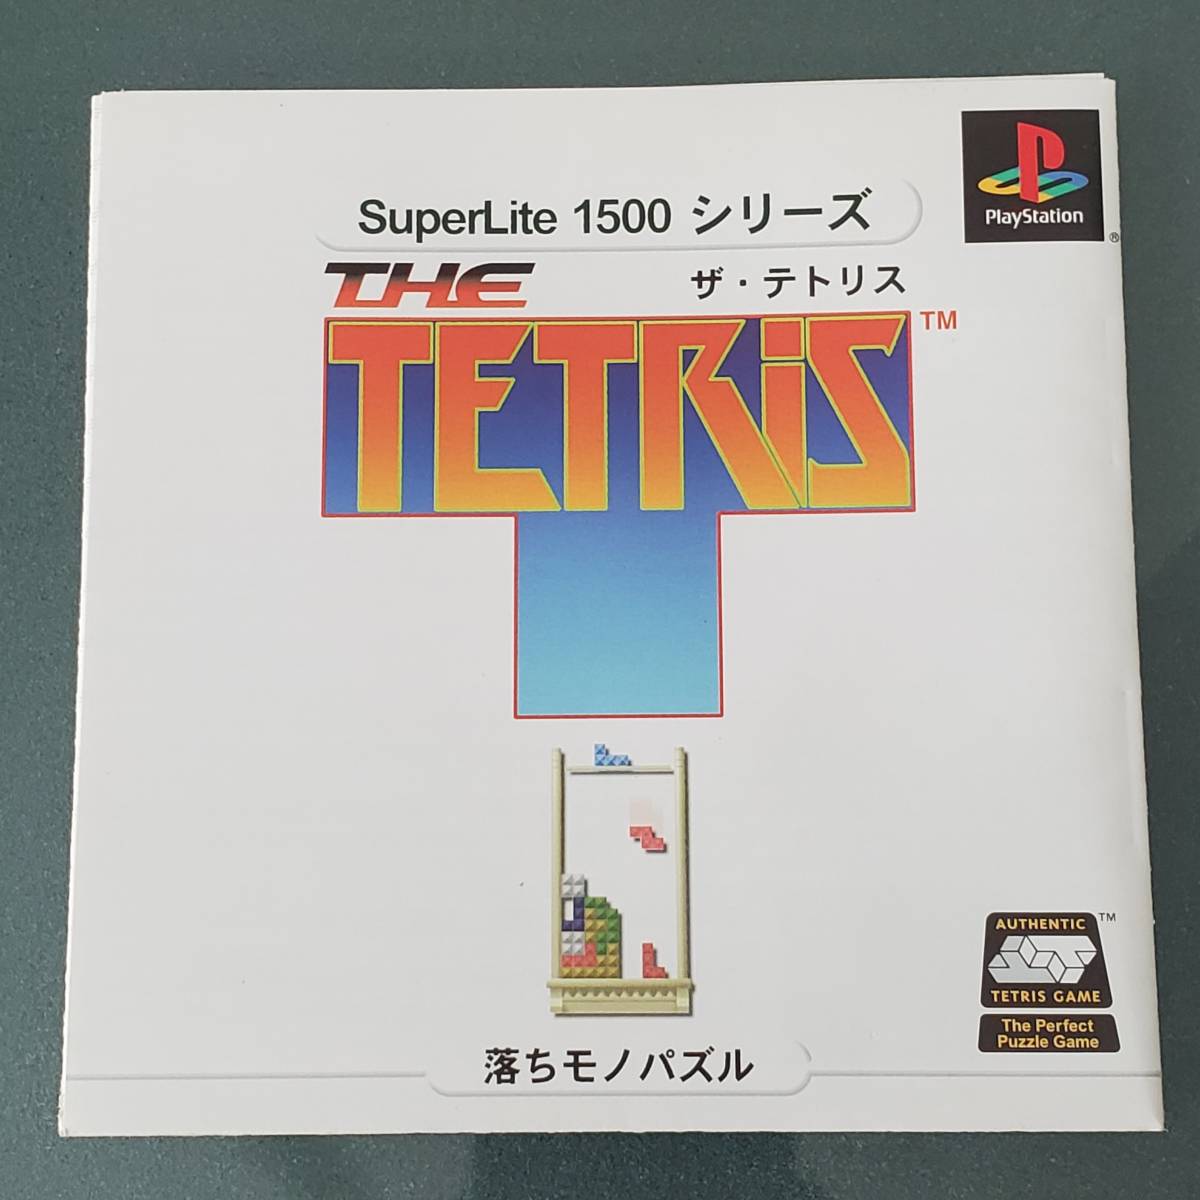 PlayStation
®
SuperLite 1500 シリーズ
THE
ザ・テトリス
TETRiS
TM
AUTHENTIC
TM
TETRIS GAME
The Perfect
Puzzle Game
落ちモノパズル